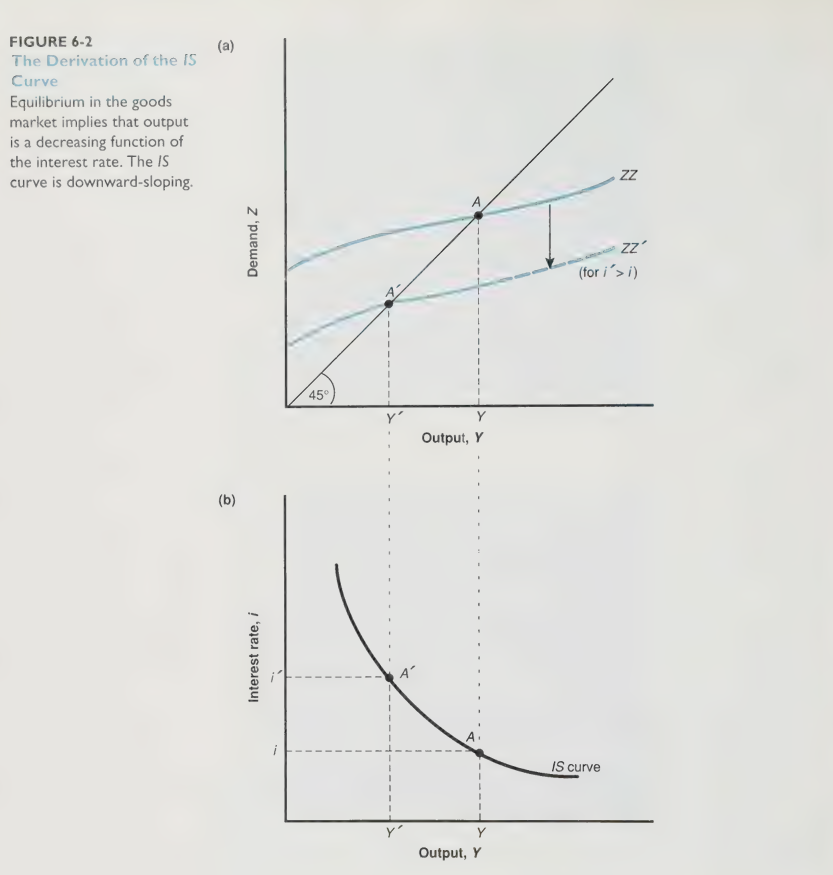 FIGURE 6-2
The Derivation of the IS
Curve
Equilibrium in the goods
market implies that output
is a decreasing function of
the interest rate. The IS
curve is downward-sloping.
(a)
Demand, Z
ZZ
A
ZZ′
(for i′ > i)
A′
45°
Y′
Y
Output, Y
(b)
Interest rate, i
i′
A′
A
i
IS curve
Y′
Y
Output, Y